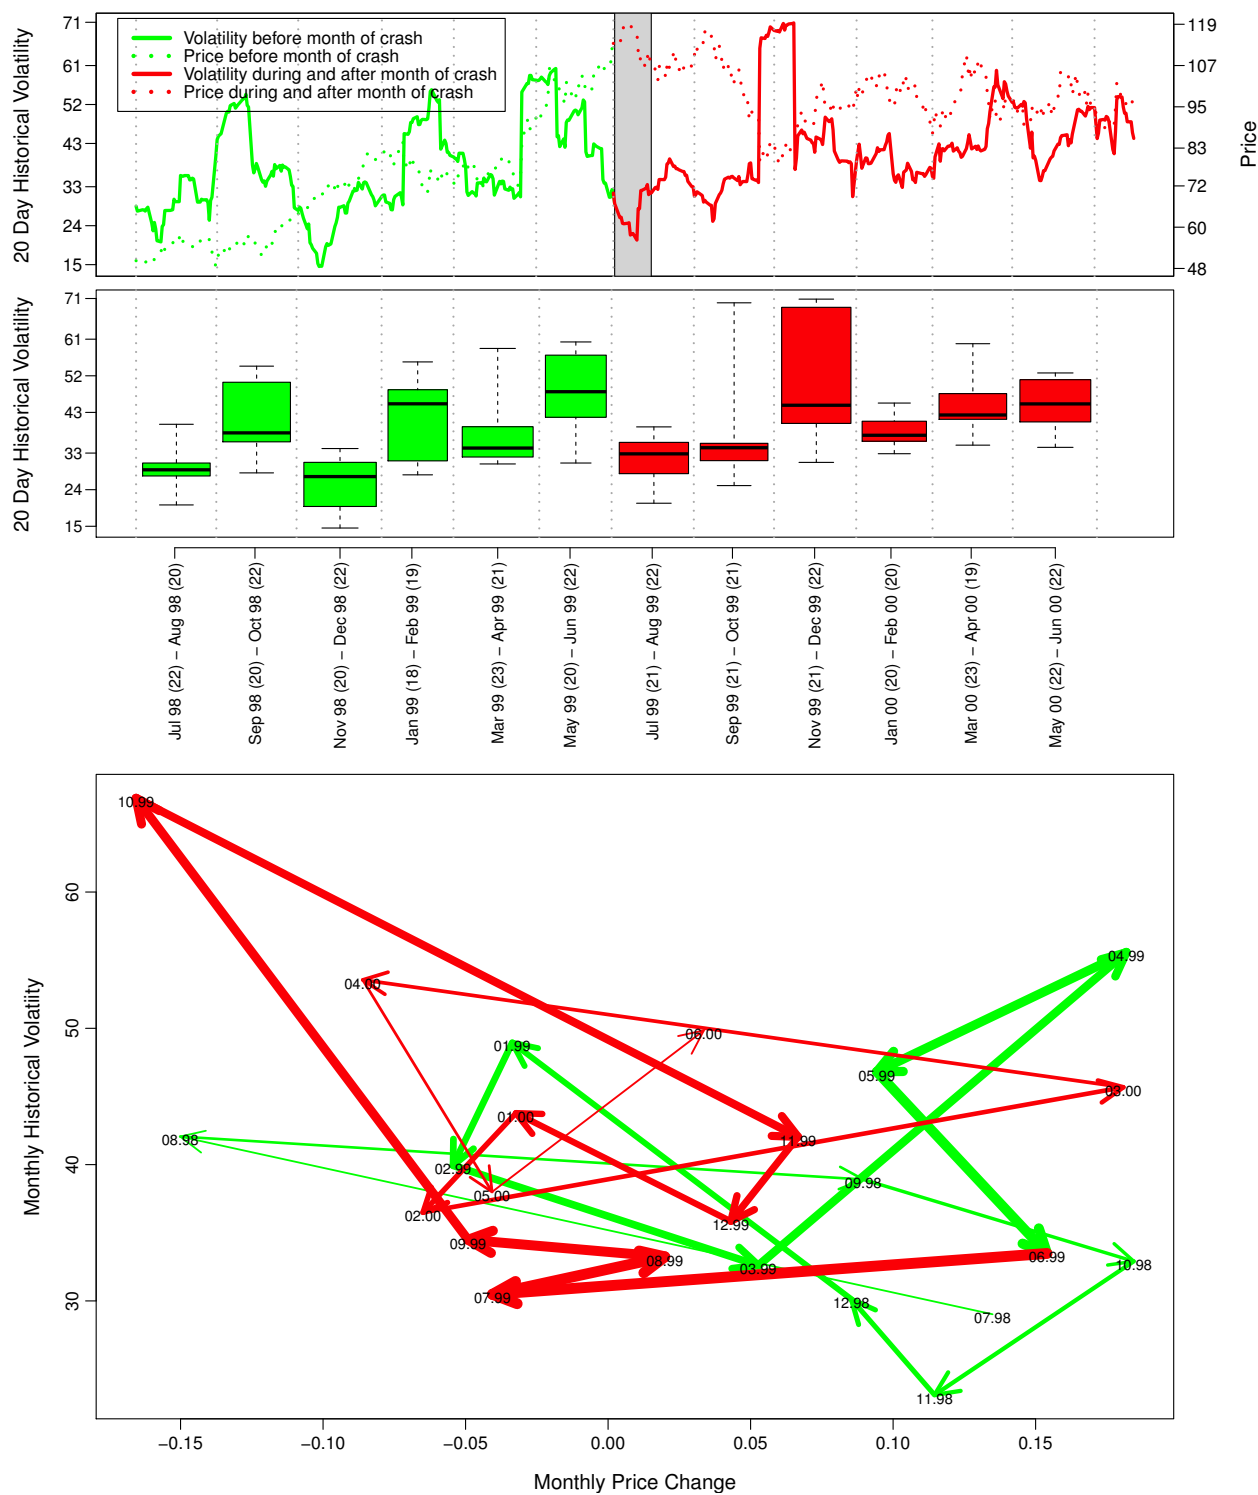 20 Day Historical Volatility
71
61
52
43
33
24
15
Volatility before month of crash
Price before month of crash
Volatility during and after month of crash
Price during and after month of crash
119
107
95
83
72
60
48
Price
20 Day Historical Volatility
71
61
52
43
33
24
15
Jul 98 (22) − Aug 98 (20)
Sep 98 (20) − Oct 98 (22)
Nov 98 (20) − Dec 98 (22)
Jan 99 (18) − Feb 99 (19)
Mar 99 (23) − Apr 99 (21)
May 99 (20) − Jun 99 (22)
Jul 99 (21) − Aug 99 (22)
Sep 99 (21) − Oct 99 (21)
Nov 99 (21) − Dec 99 (22)
Jan 00 (20) − Feb 00 (20)
Mar 00 (23) − Apr 00 (19)
May 00 (22) − Jun 00 (22)
Monthly Historical Volatility
60
50
40
30
10.99
04.99
04.00
06.00
01.99
05.99
03.00
01.00
11.99
08.98
02.99
09.98
05.00
02.00
12.99
09.99
08.99
06.99
03.99
10.98
07.99
12.98
07.98
11.98
−0.15
−0.10
−0.05
0.00
0.05
0.10
0.15
Monthly Price Change